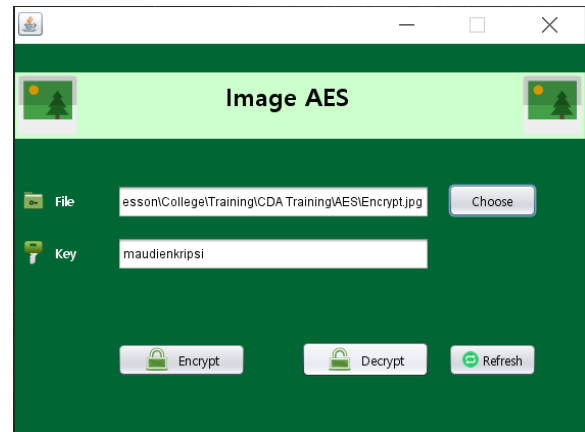 Image AES
File
esson\College\Training\CDA Training\AES\Encrypt.jpg
Choose
Key
maudienkripsi
Encrypt
Decrypt
Refresh